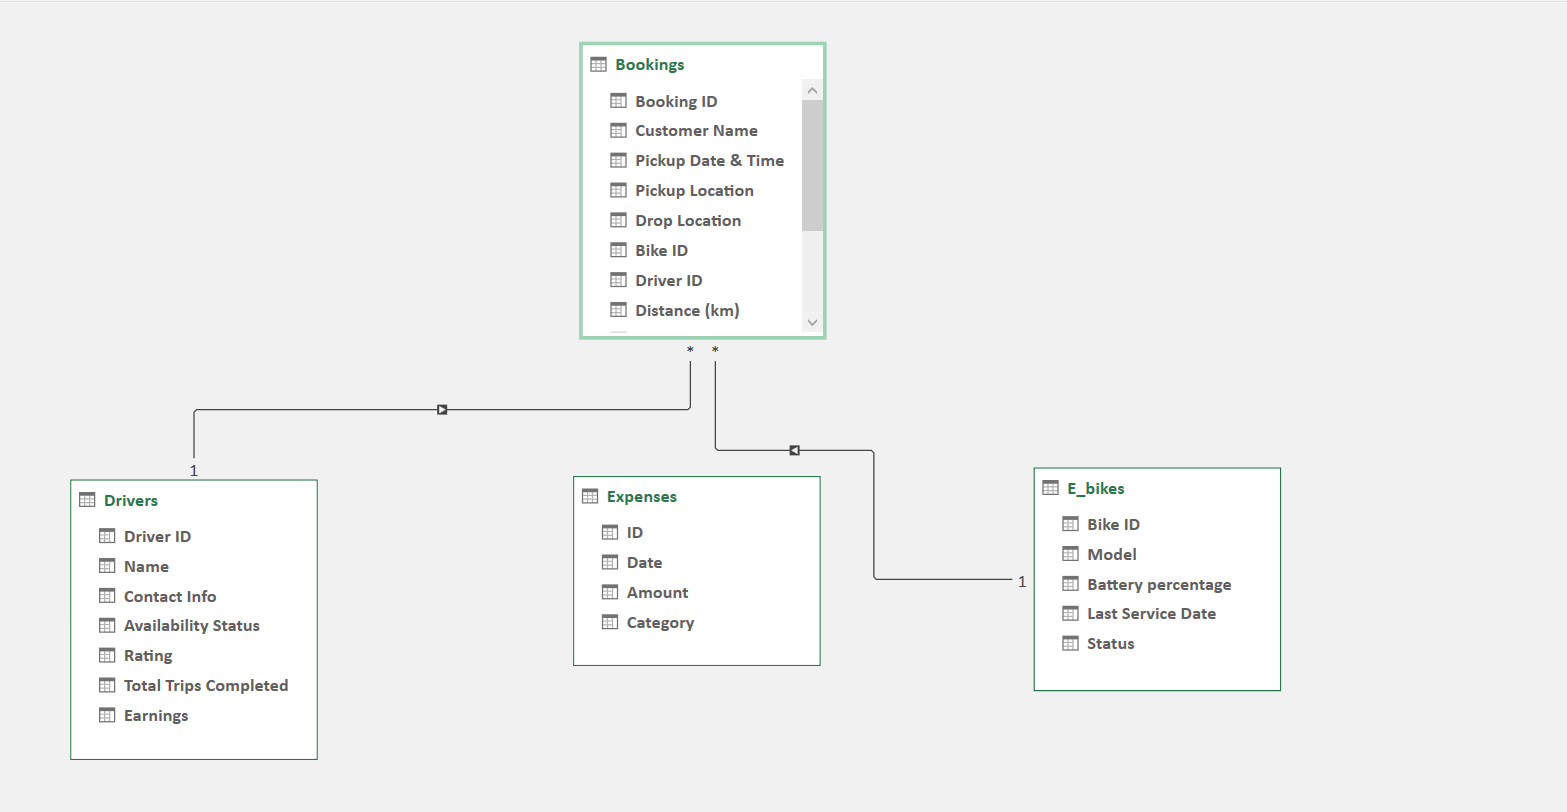 Bookings
Booking ID
Customer Name
Pickup Date & Time
Pickup Location
Drop Location
Bike ID
Driver ID
Distance (km)
* *
1
Drivers
Driver ID
Name
Contact Info
Availability Status
Rating
Total Trips Completed
Earnings
Expenses
ID
Date
Amount
Category
1
E_bikes
Bike ID
Model
Battery percentage
Last Service Date
Status